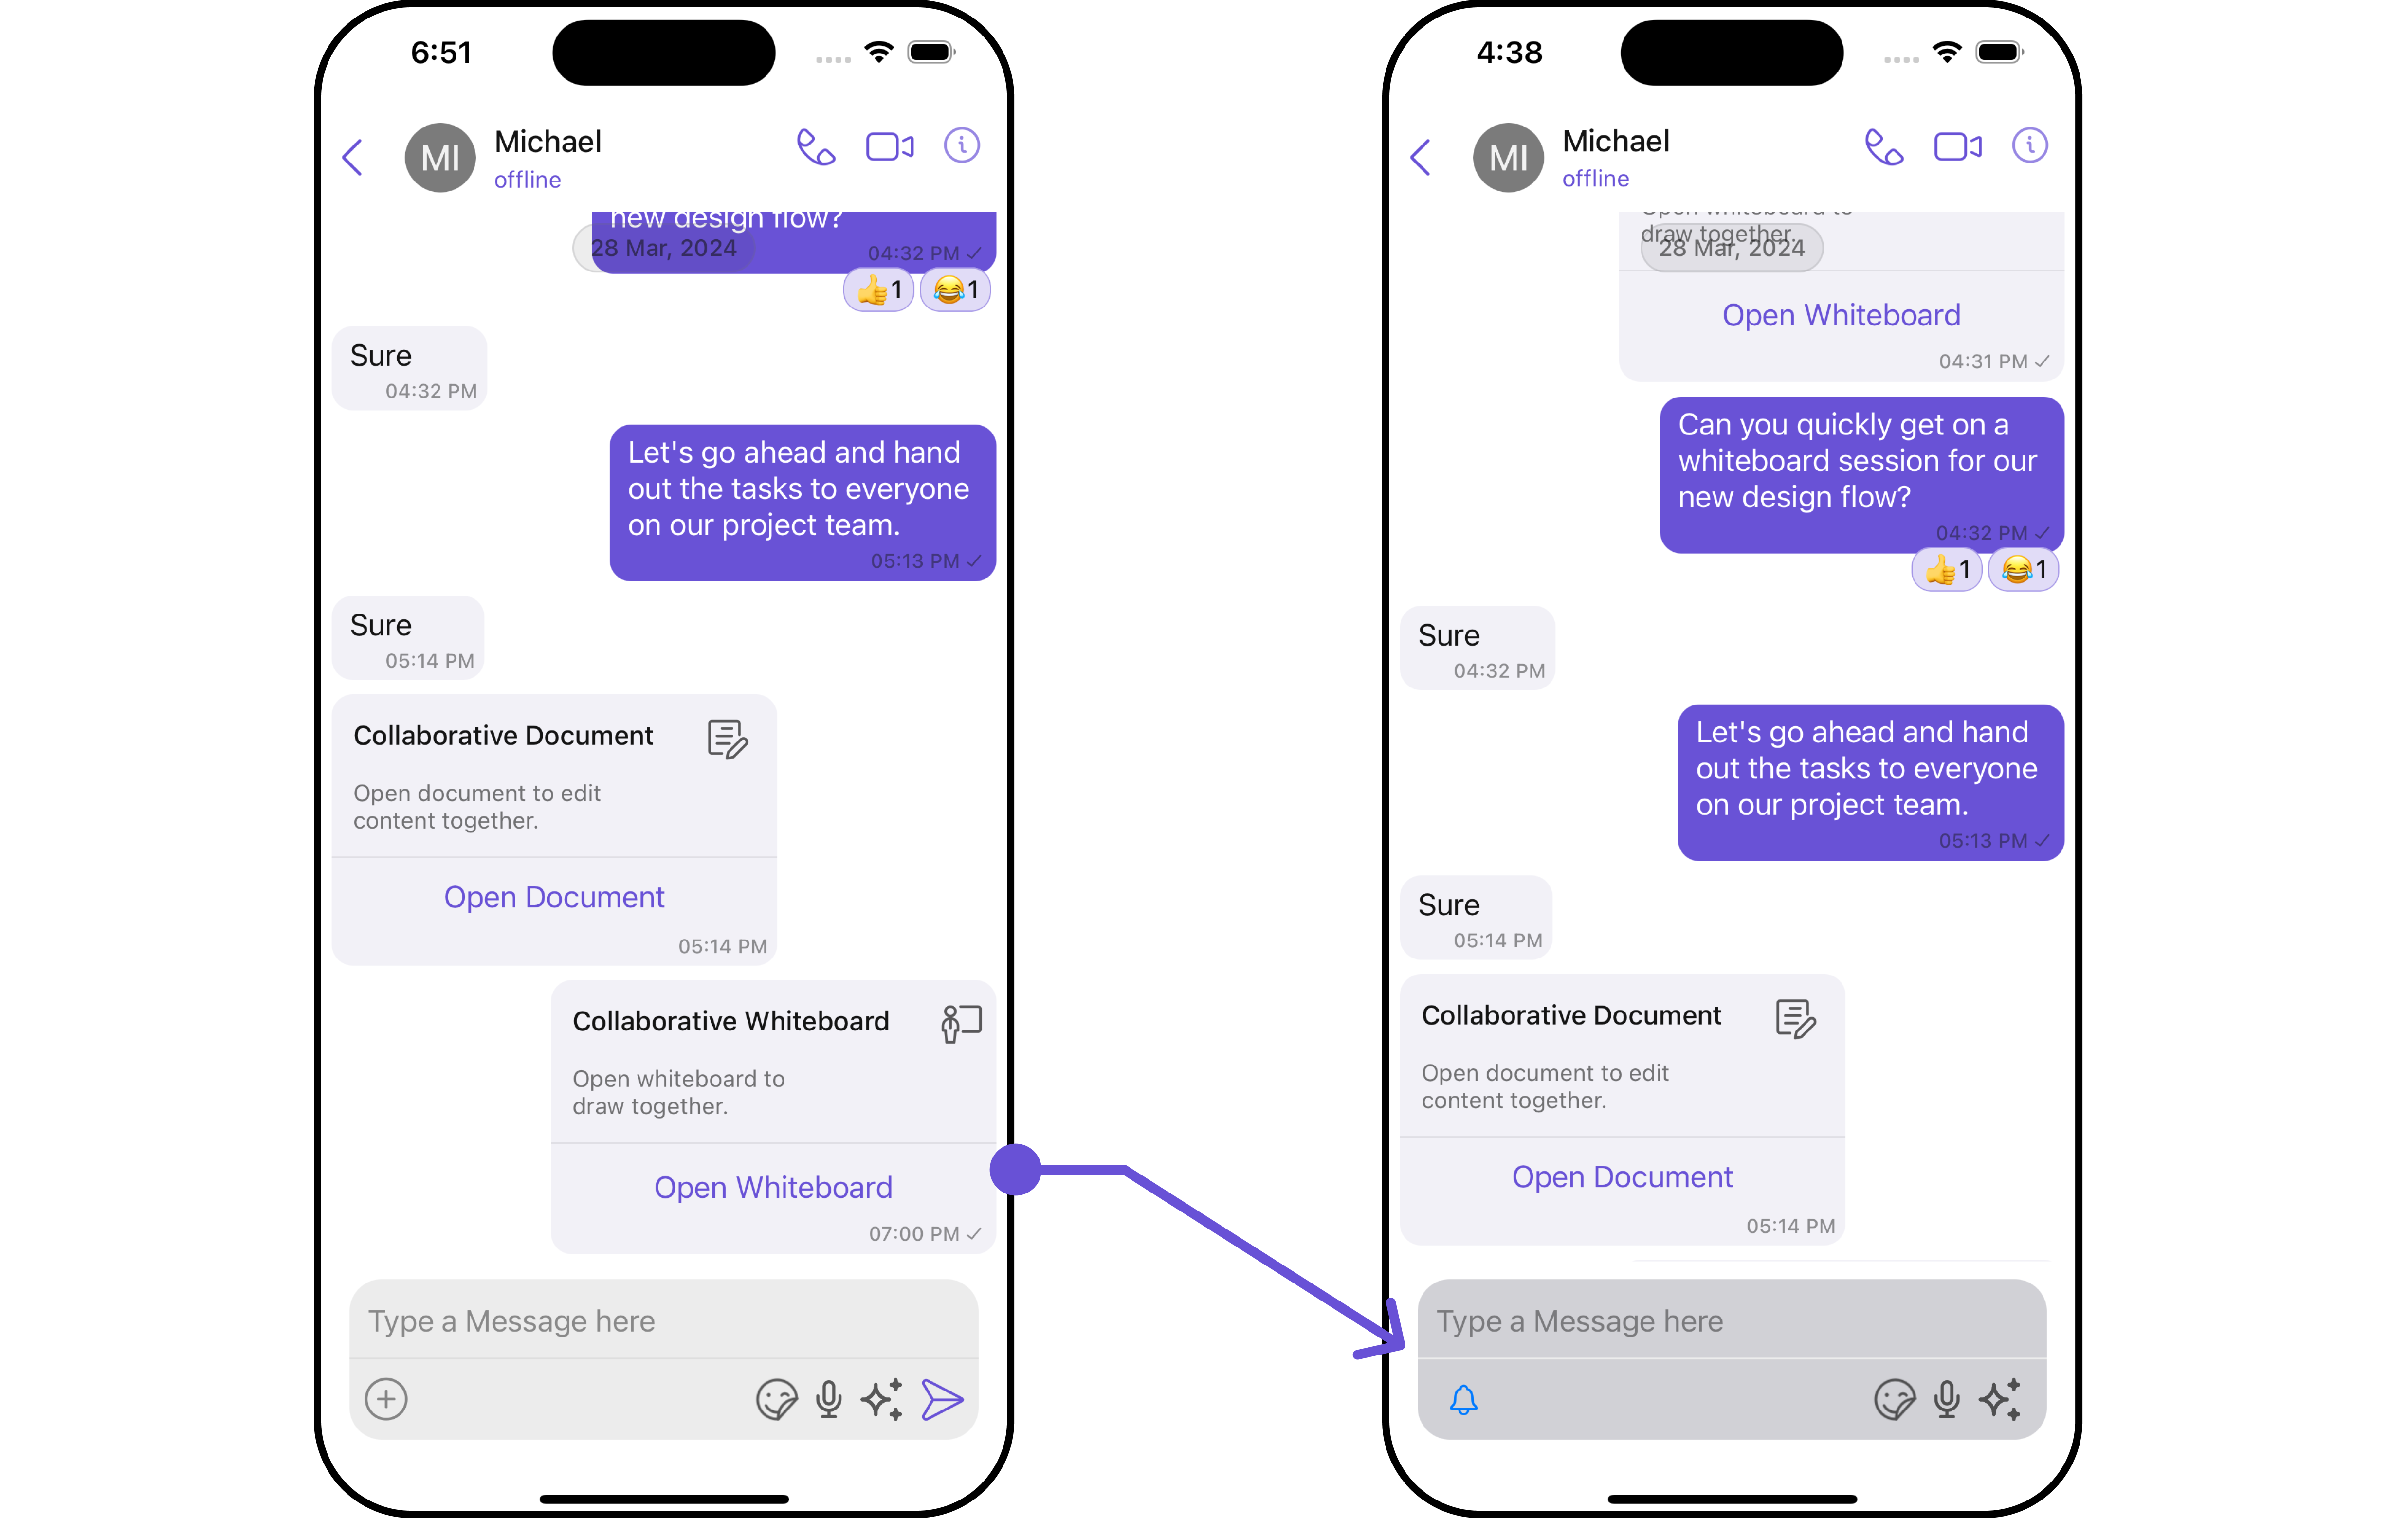 6:51
MI
Michael
offline
new design flow?
28 Mar, 2024
04:32 PM
👍1 😂1
Sure
04:32 PM
Let's go ahead and hand
out the tasks to everyone
on our project team.
05:13 PM
Sure
05:14 PM
Collaborative Document
Open document to edit
content together.
Open Document
05:14 PM
Collaborative Whiteboard
Open whiteboard to
draw together.
Open Whiteboard
07:00 PM
Type a Message here
4:38
MI
Michael
offline
Open whiteboard to
draw together.
28 Mar, 2024
Open Whiteboard
04:31 PM
Can you quickly get on a
whiteboard session for our
new design flow?
04:32 PM
👍1 😂1
Sure
04:32 PM
Let's go ahead and hand
out the tasks to everyone
on our project team.
05:13 PM
Sure
05:14 PM
Collaborative Document
Open document to edit
content together.
Open Document
05:14 PM
Type a Message here